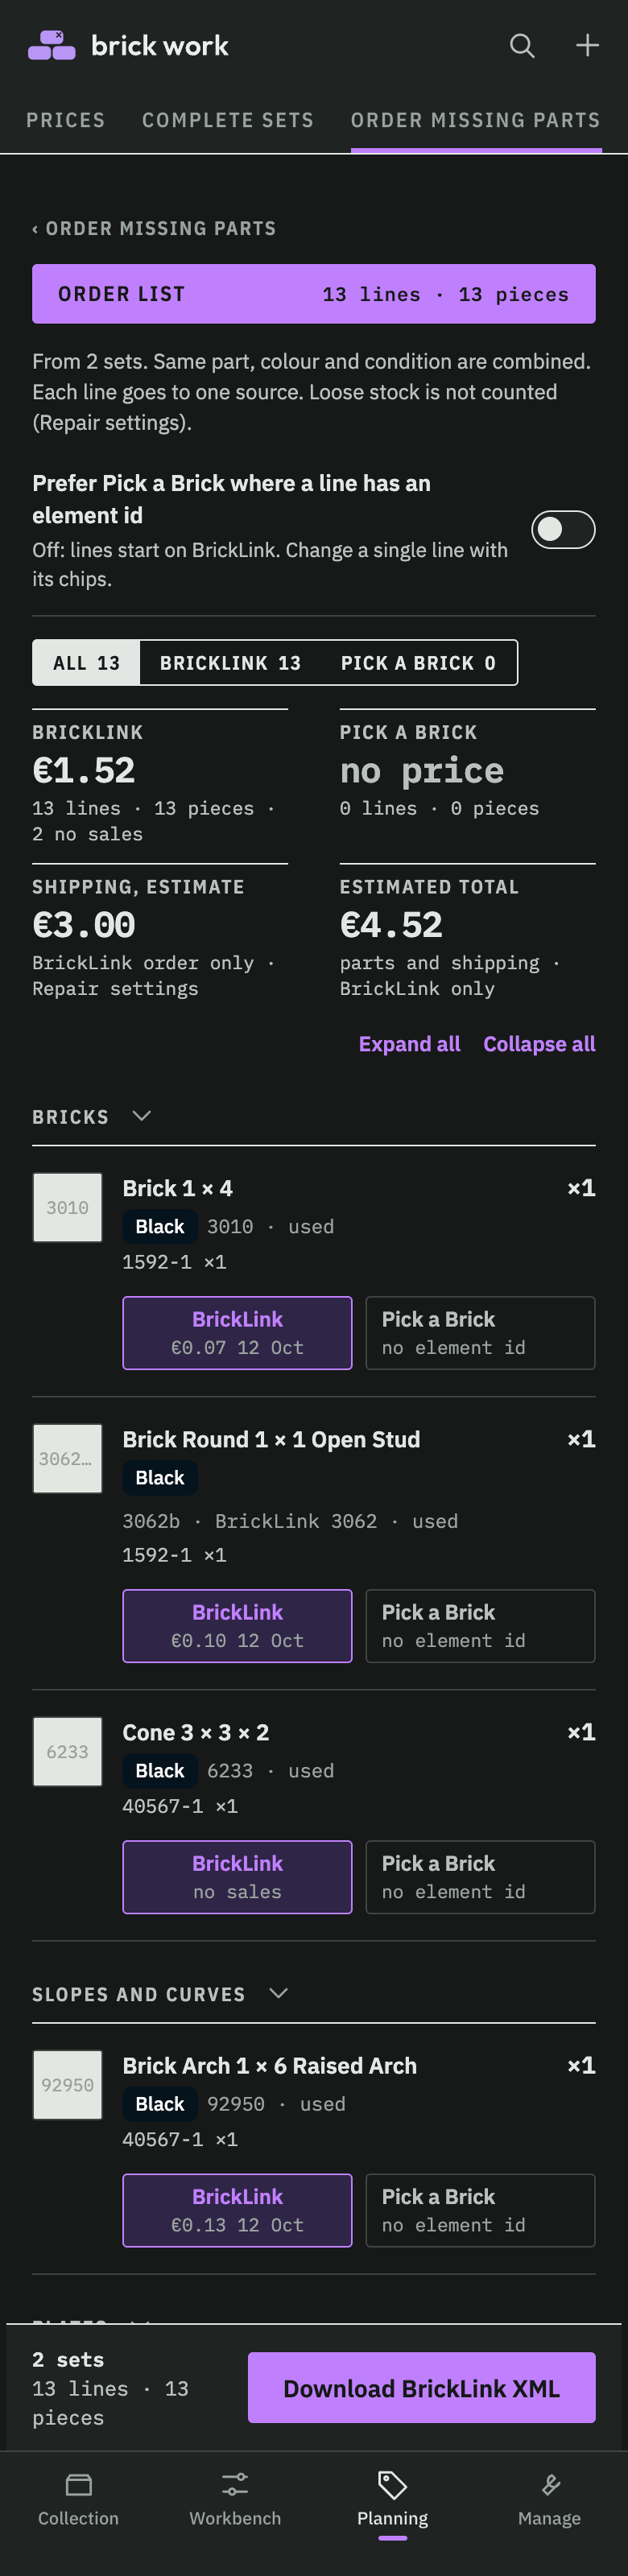 brick work
PRICES COMPLETE SETS ORDER MISSING PARTS
‹ ORDER MISSING PARTS
ORDER LIST 13 lines · 13 pieces
From 2 sets. Same part, colour and condition are combined.
Each line goes to one source. Loose stock is not counted
(Repair settings).
Prefer Pick a Brick where a line has an
element id
Off: lines start on BrickLink. Change a single line with
its chips.
ALL 13 BRICKLINK 13 PICK A BRICK 0
BRICKLINK
€1.52
13 lines · 13 pieces ·
2 no sales
PICK A BRICK
no price
0 lines · 0 pieces
SHIPPING, ESTIMATE
€3.00
BrickLink order only ·
Repair settings
ESTIMATED TOTAL
€4.52
parts and shipping ·
BrickLink only
Expand all Collapse all
BRICKS
3010
Brick 1 × 4 ×1
Black 3010 · used
1592-1 ×1
BrickLink
€0.07 12 Oct
Pick a Brick
no element id
3062…
Brick Round 1 × 1 Open Stud ×1
Black
3062b · BrickLink 3062 · used
1592-1 ×1
BrickLink
€0.10 12 Oct
Pick a Brick
no element id
6233
Cone 3 × 3 × 2 ×1
Black 6233 · used
40567-1 ×1
BrickLink
no sales
Pick a Brick
no element id
SLOPES AND CURVES
92950
Brick Arch 1 × 6 Raised Arch ×1
Black 92950 · used
40567-1 ×1
BrickLink
€0.13 12 Oct
Pick a Brick
no element id
2 sets
13 lines · 13
pieces
Download BrickLink XML
Collection Workbench Planning Manage